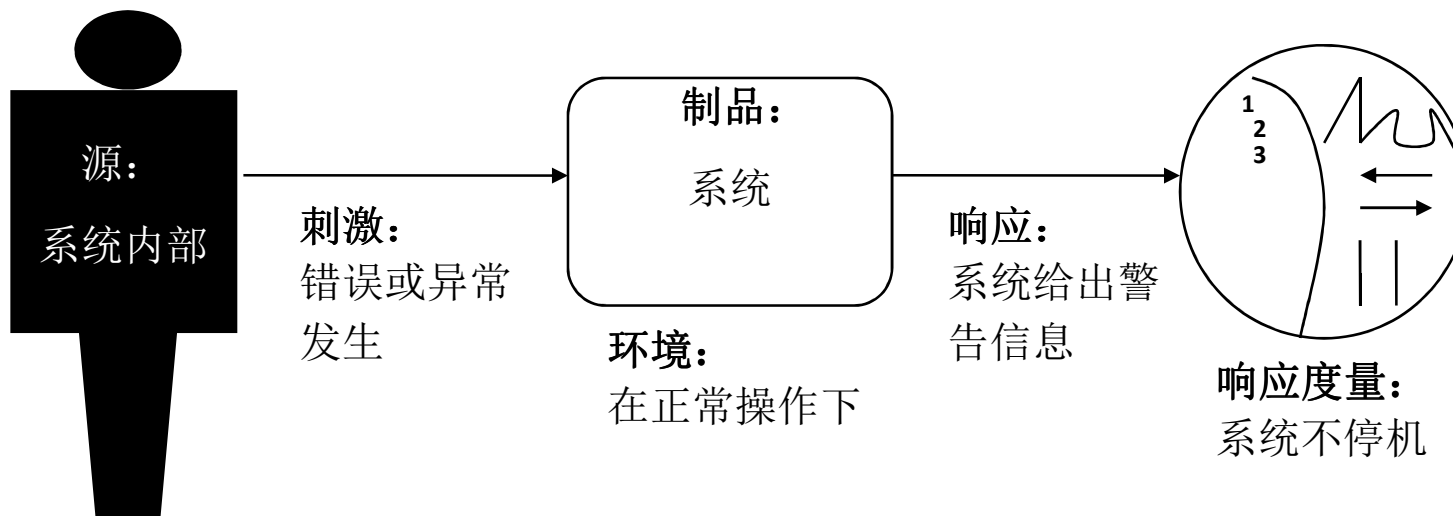 源：
系统内部
刺激：
错误或异常
发生
制品：
系统
环境：
在正常操作下
响应：
系统给出警
告信息
1
2
3
响应度量：
系统不停机